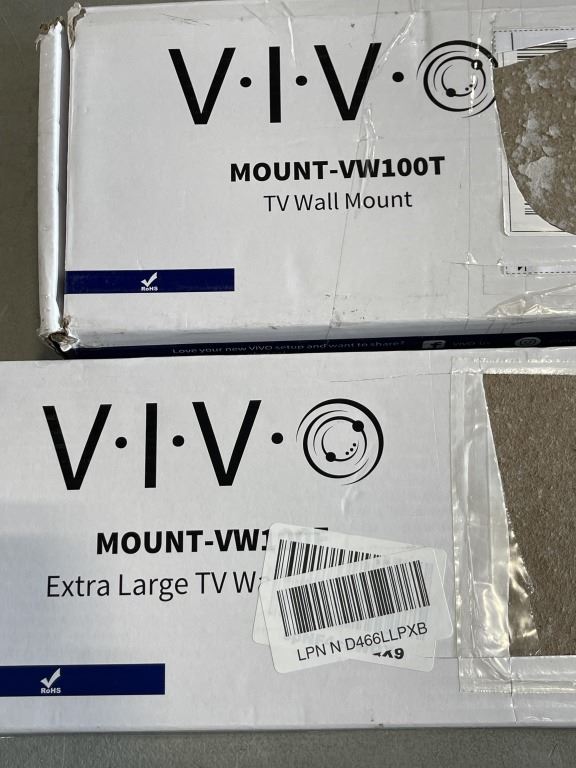 V·I·V·O
MOUNT-VW100T
TV Wall Mount
RoHS
Love your new VIVO setup and want to share?
V·I·V·O
MOUNT-VW1
Extra Large TV Wa
LPN N D466LLPXB
RoHS